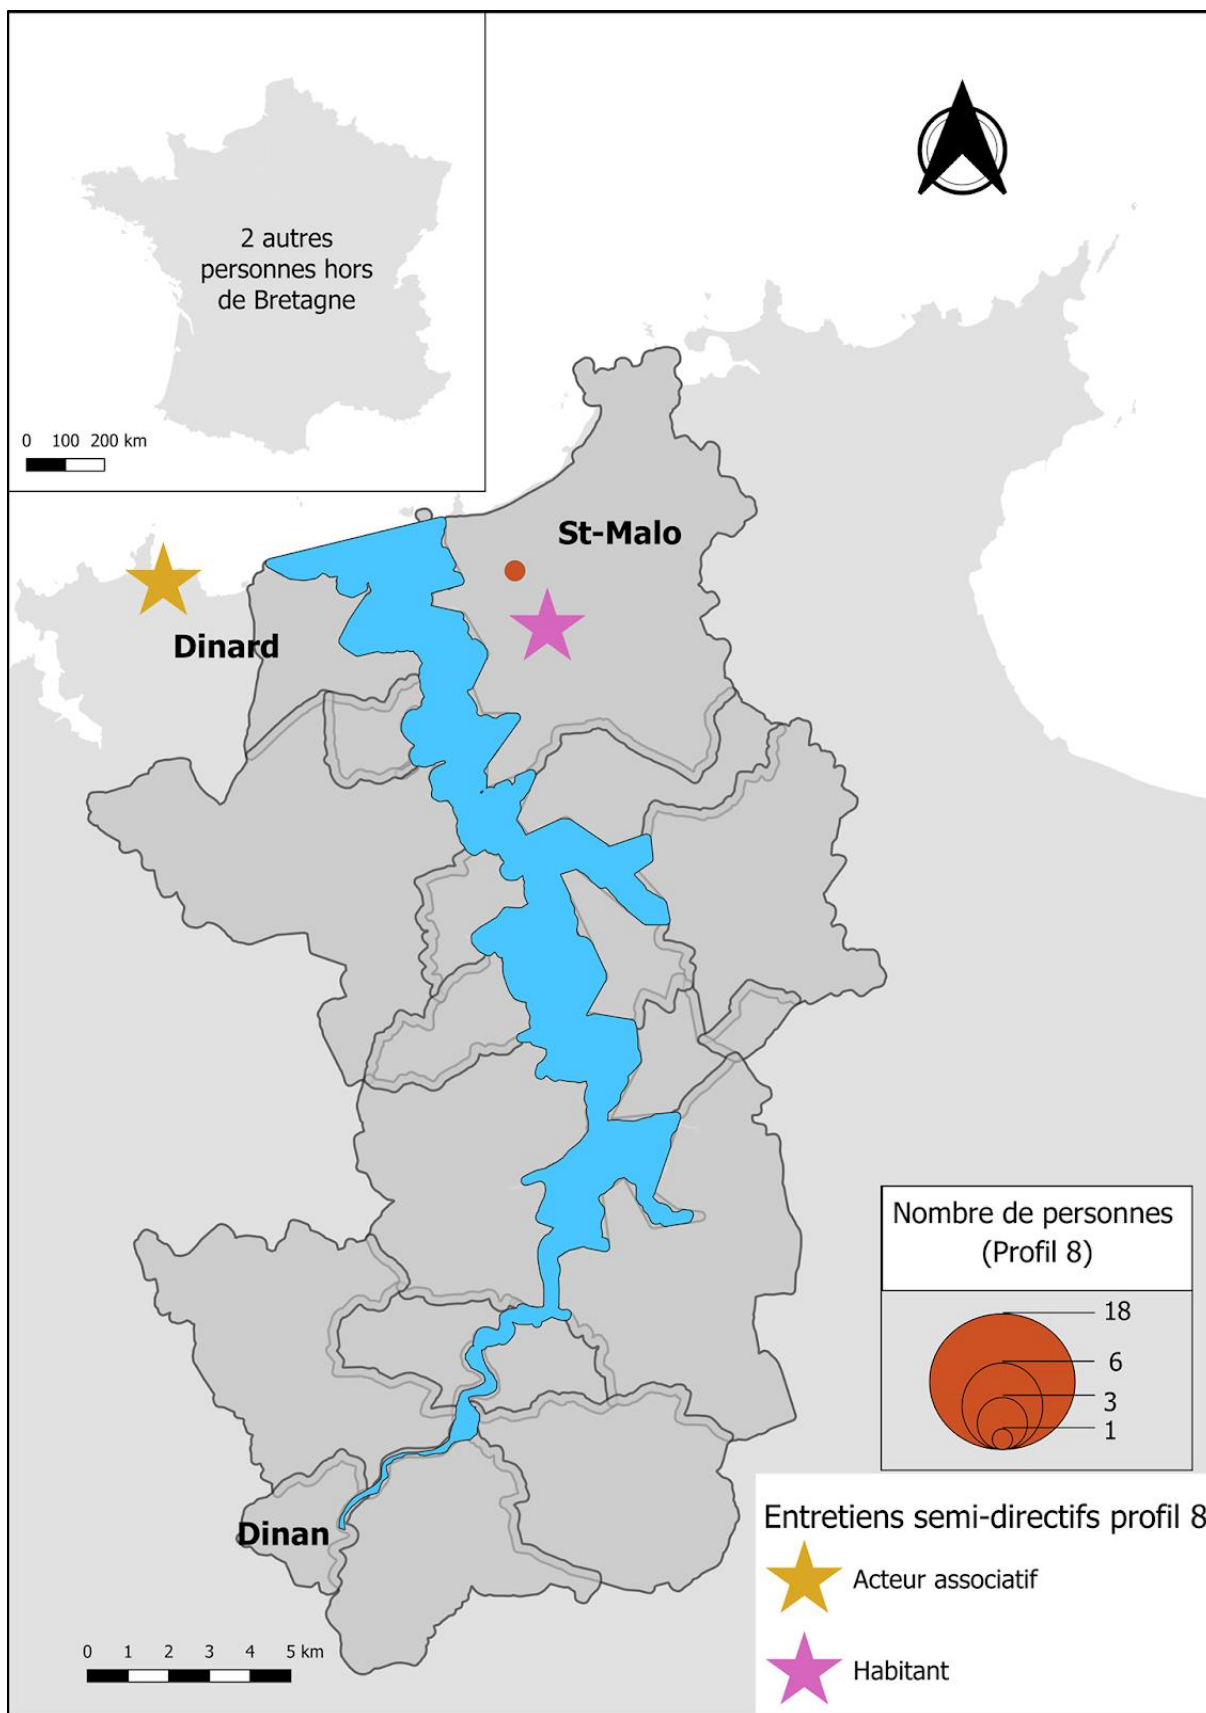 2 autres
personnes hors
de Bretagne
0 100 200 km
St-Malo
Dinard
Nombre de personnes
(Profil 8)
18
6
3
1
Entretiens semi-directifs profil 8
Acteur associatif
Habitant
Dinan
0 1 2 3 4 5 km